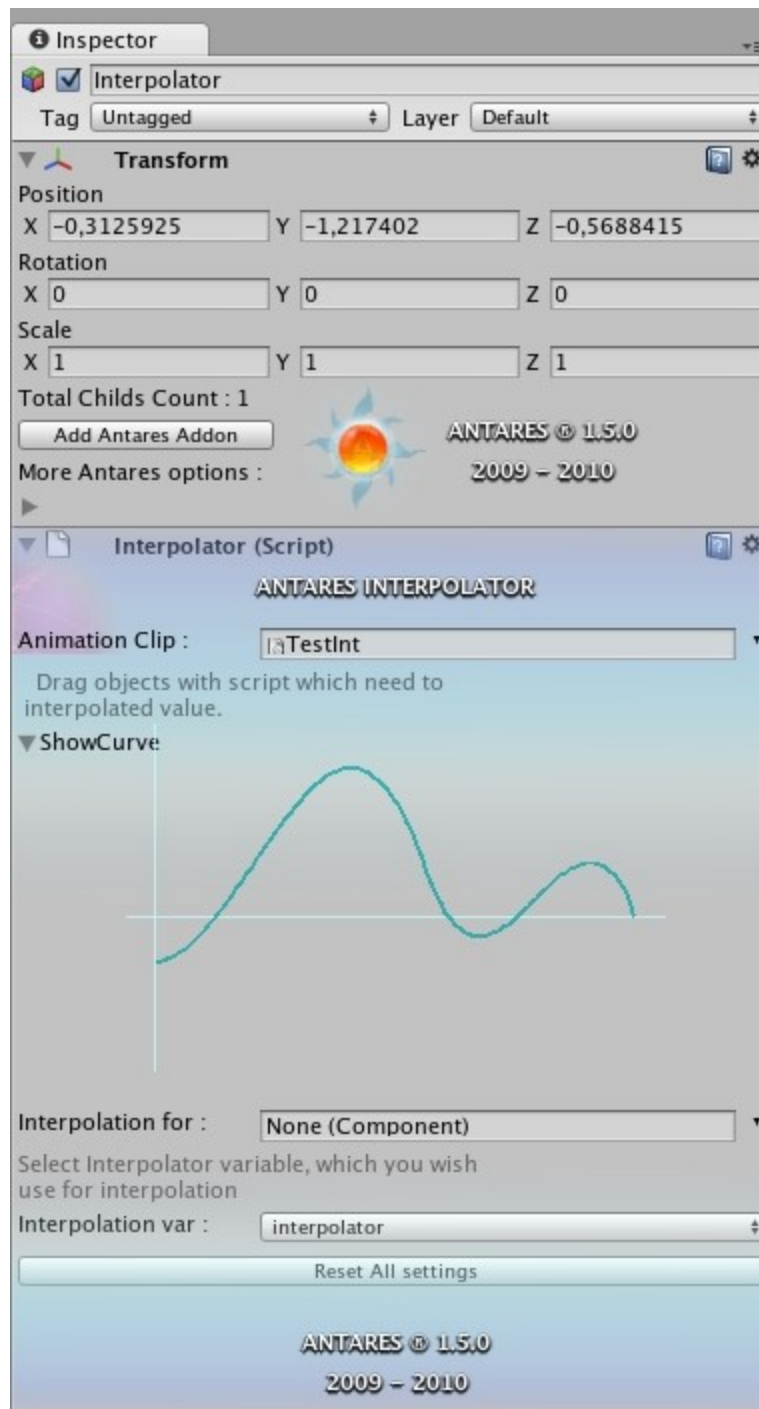 Inspector
Interpolator
Tag Untagged Layer Default
Transform
Position
X -0,3125925 Y -1,217402 Z -0,5688415
Rotation
X 0 Y 0 Z 0
Scale
X 1 Y 1 Z 1
Total Childs Count : 1
Add Antares Addon
ANTARES ® 1.5.0
More Antares options :
2009 - 2010
Interpolator (Script)
ANTARES INTERPOLATOR
Animation Clip : TestInt
Drag objects with script which need to
interpolated value.
ShowCurve
Interpolation for : None (Component)
Select Interpolator variable, which you wish
use for interpolation
Interpolation var : interpolator
Reset All settings
ANTARES ® 1.5.0
2009 - 2010